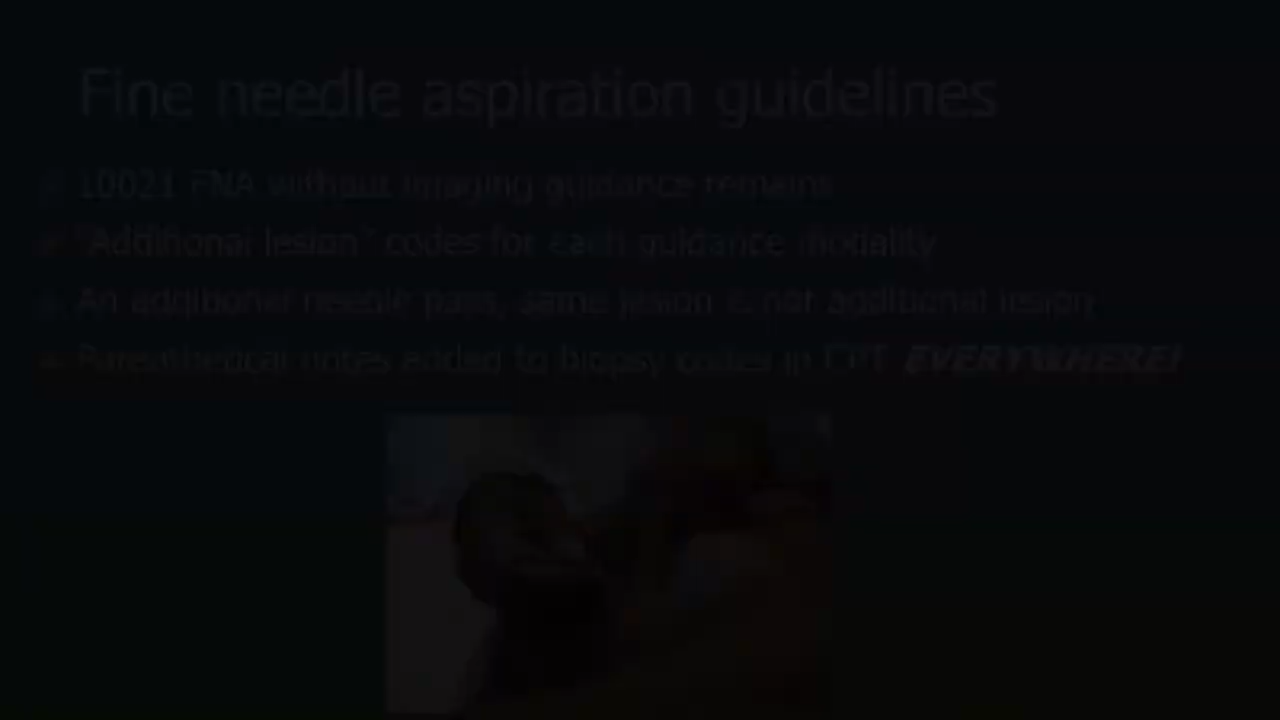 Fine needle aspiration guidelines
10021 FNA without imaging guidance remains
"Additional lesion" codes for each guidance modality
An additional needle pass, same lesion is not additional lesion
Parenthetical notes added to biopsy codes in CPT EVERYWHERE!